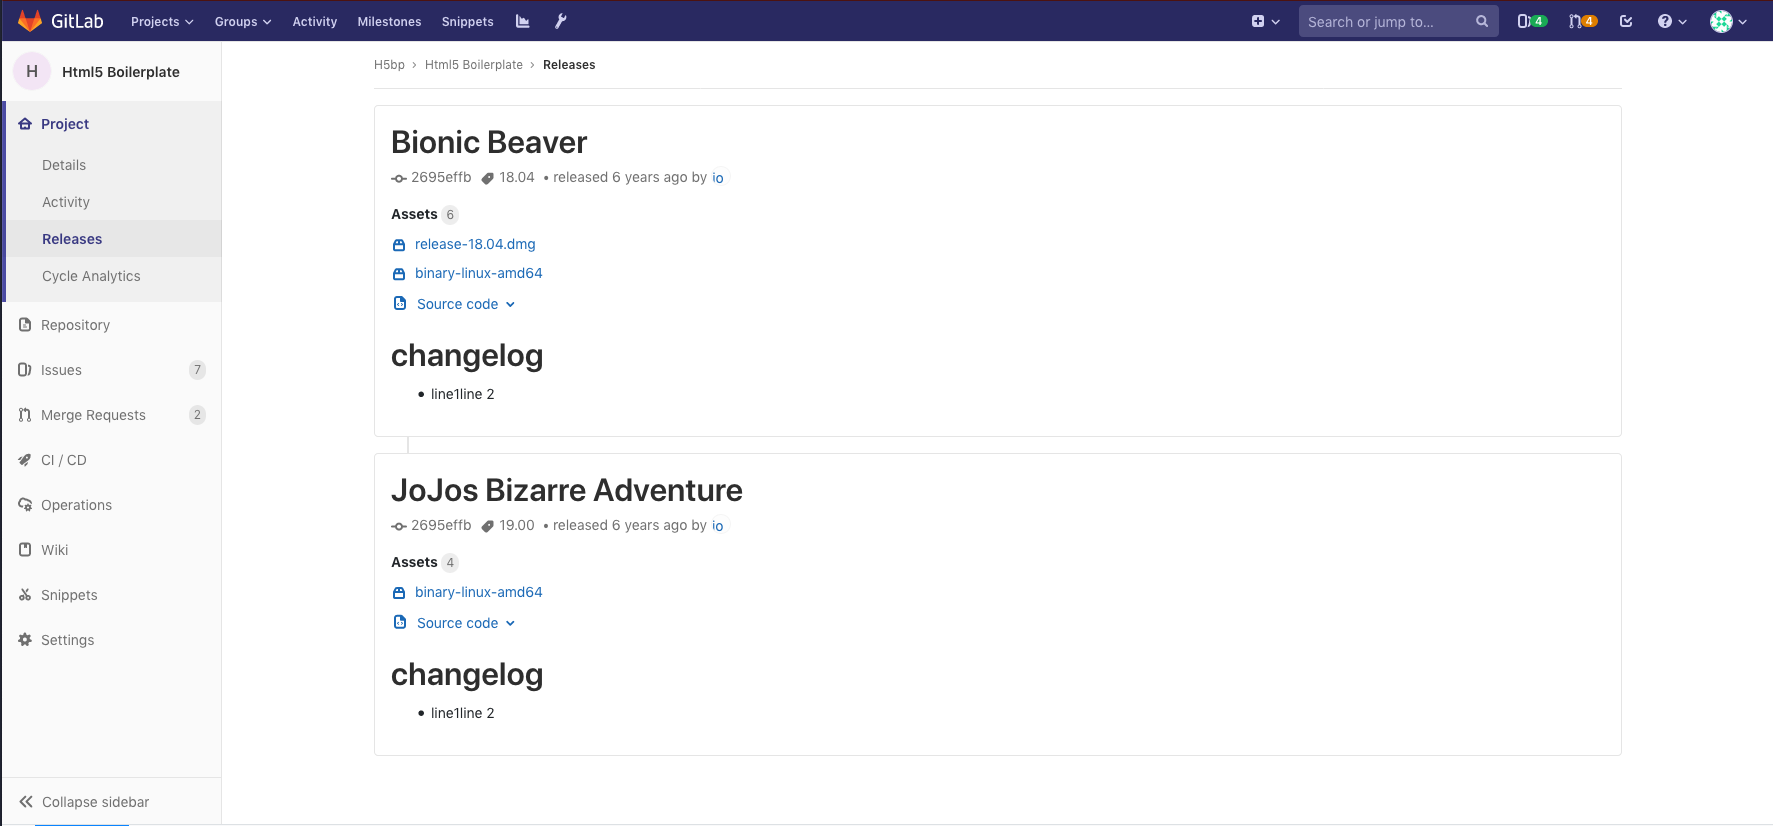 GitLab Projects Groups Activity Milestones Snippets Search or jump to... 4 4
H Html5 Boilerplate
H5bp › Html5 Boilerplate › Releases
Project
Details
Activity
Releases
Cycle Analytics
Repository
Issues 7
Merge Requests 2
CI / CD
Operations
Wiki
Snippets
Settings
Collapse sidebar
Bionic Beaver
2695effb 18.04 • released 6 years ago by io
Assets 6
release-18.04.dmg
binary-linux-amd64
Source code
changelog
• line1line 2
JoJos Bizarre Adventure
2695effb 19.00 • released 6 years ago by io
Assets 4
binary-linux-amd64
Source code
changelog
• line1line 2